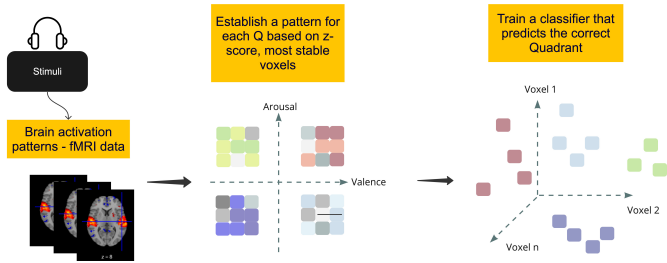 Stimuli
Brain activation
patterns - fMRI data
z = 8
Establish a pattern for
each Q based on z-
score, most stable
voxels
Arousal
Valence
Train a classifier that
predicts the correct
Quadrant
Voxel 1
Voxel 2
Voxel n